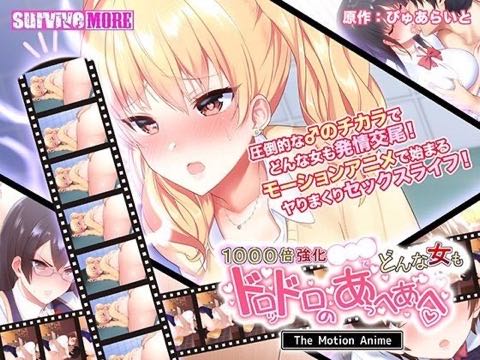 survive MORE
原作：ぴゅあらいと
圧倒的な♂のチカラで
どんな女も発情交尾！
モーションアニメで始まる
ヤリまくりセックスライフ！
1000倍強化
どんな女も
ドロッドロのあっへあへ
The Motion Anime